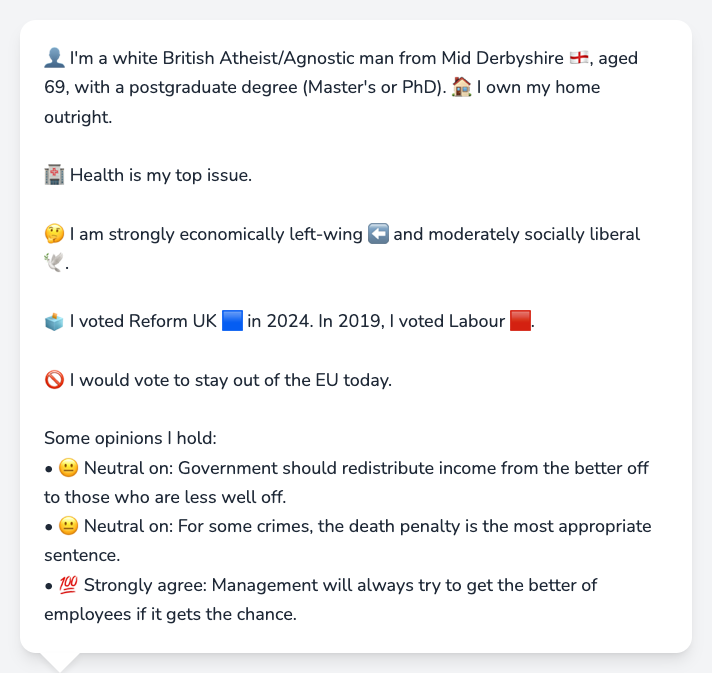 👤 I'm a white British Atheist/Agnostic man from Mid Derbyshire 🏴󠁧󠁢󠁥󠁮󠁧󠁿, aged
69, with a postgraduate degree (Master's or PhD). 🏠 I own my home
outright.
🏥 Health is my top issue.
🤔 I am strongly economically left-wing ⬅️ and moderately socially liberal
🕊️.
🗳️ I voted Reform UK 🟦 in 2024. In 2019, I voted Labour 🟥.
🚫 I would vote to stay out of the EU today.
Some opinions I hold:
• 😐 Neutral on: Government should redistribute income from the better off
to those who are less well off.
• 😐 Neutral on: For some crimes, the death penalty is the most appropriate
sentence.
• 💯 Strongly agree: Management will always try to get the better of
employees if it gets the chance.